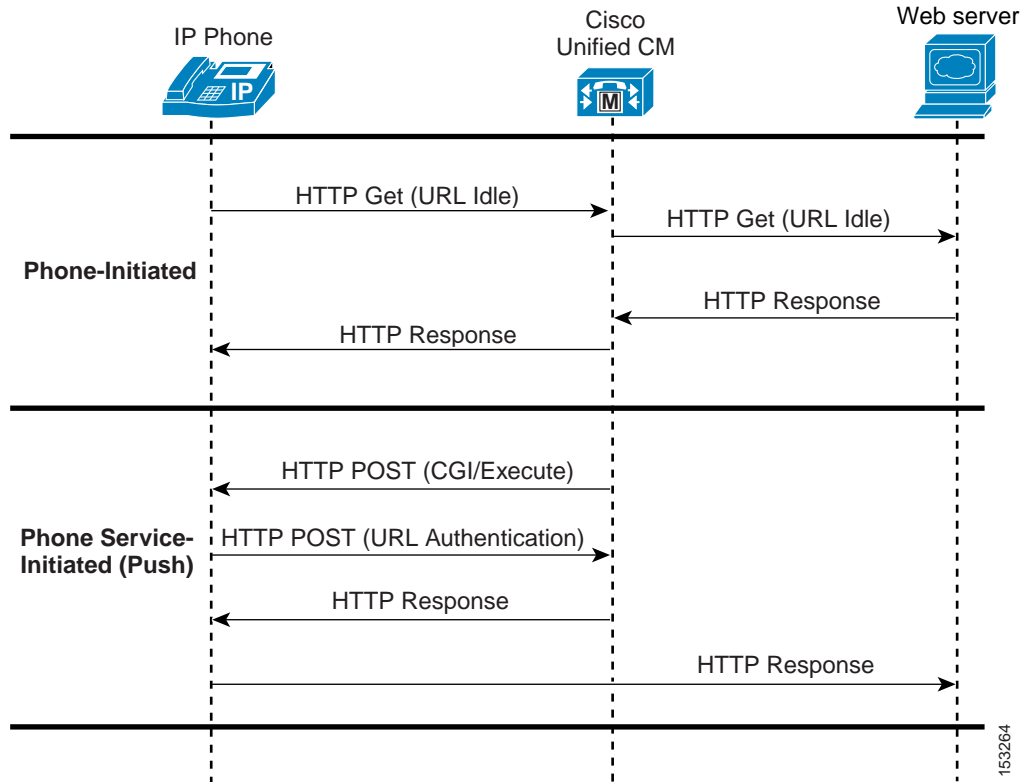 IP Phone
Cisco
Unified CM
Web server
IP
M
HTTP Get (URL Idle)
HTTP Get (URL Idle)
Phone-Initiated
HTTP Response
HTTP Response
HTTP POST (CGI/Execute)
Phone Service-
Initiated (Push)
HTTP POST (URL Authentication)
HTTP Response
HTTP Response
153264